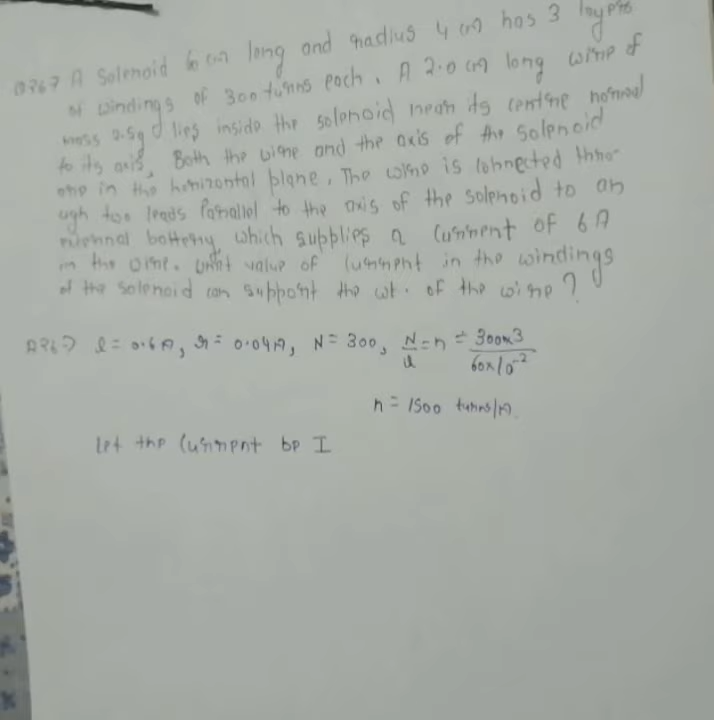 Q36> A Solenoid 60 cm long and radius 4 cm has 3 layers
of windings of 300 turns each. A 2.0 cm long wire of
mass 2.5g lies inside the solenoid near its centre normal
to its axis, Both the wire and the axis of the solenoid
are in the horizontal plane. The wire is connected thro-
ugh two leads Parallel to the axis of the solenoid to an
external battery which supplies a current of 6 A
in the wire. what value of current in the windings
of the solenoid can support the wt. of the wire ?
A36> l = 0.6 m, r = 0.04 m, N = 300, N/l = n = 300×3/60×10⁻²
n = 1500 turns/m.
Let the current be I